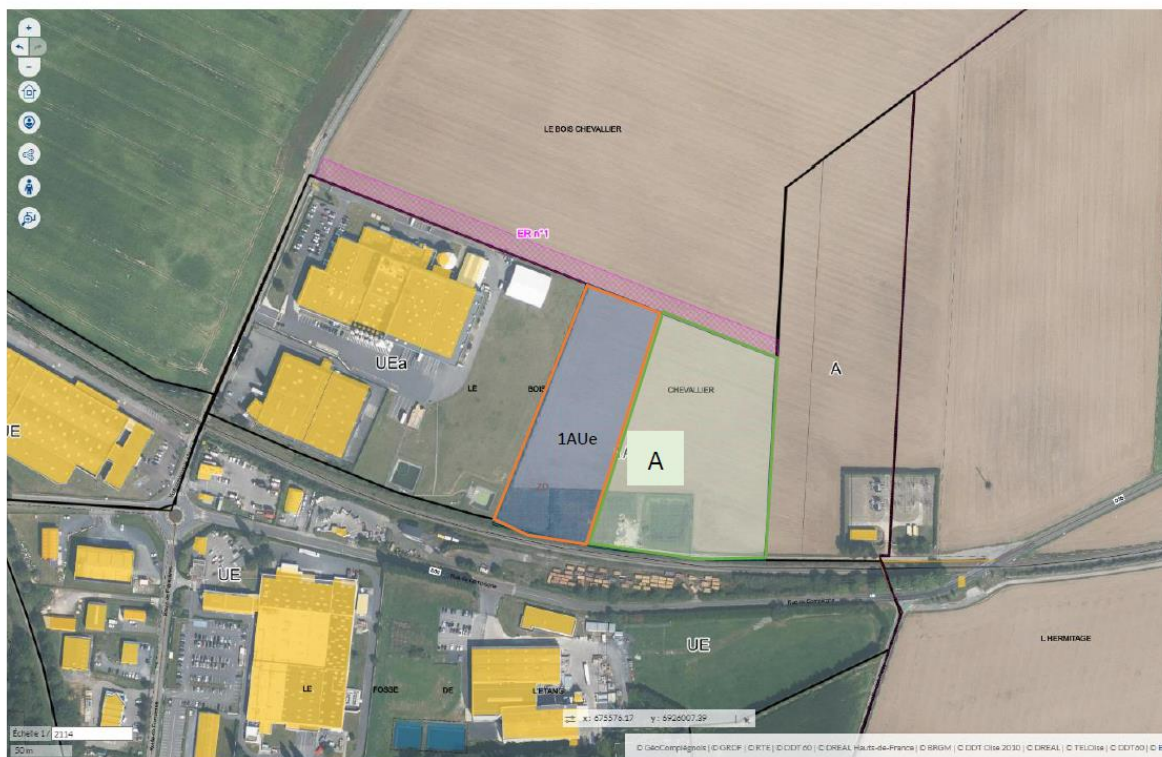 LE BOIS CHEVALLIER
ER n°1
UEa
LE
BOIS
CHEVALLIER
A
1AUe
A
UE
UE
UE
L'HERMITAGE
LE
FOSSE
DE
L'ETANG
x : 675576.17 y : 6926007.39
Échelle 1 / 2114
50 m
© GéoCompiégnois | © GRDF | © RTE | © DDT 60 | © DREAL Hauts-de-France | © BRGM | © DDT Oise 2010 | © DREAL | © TELOise | © DDT60 | ©